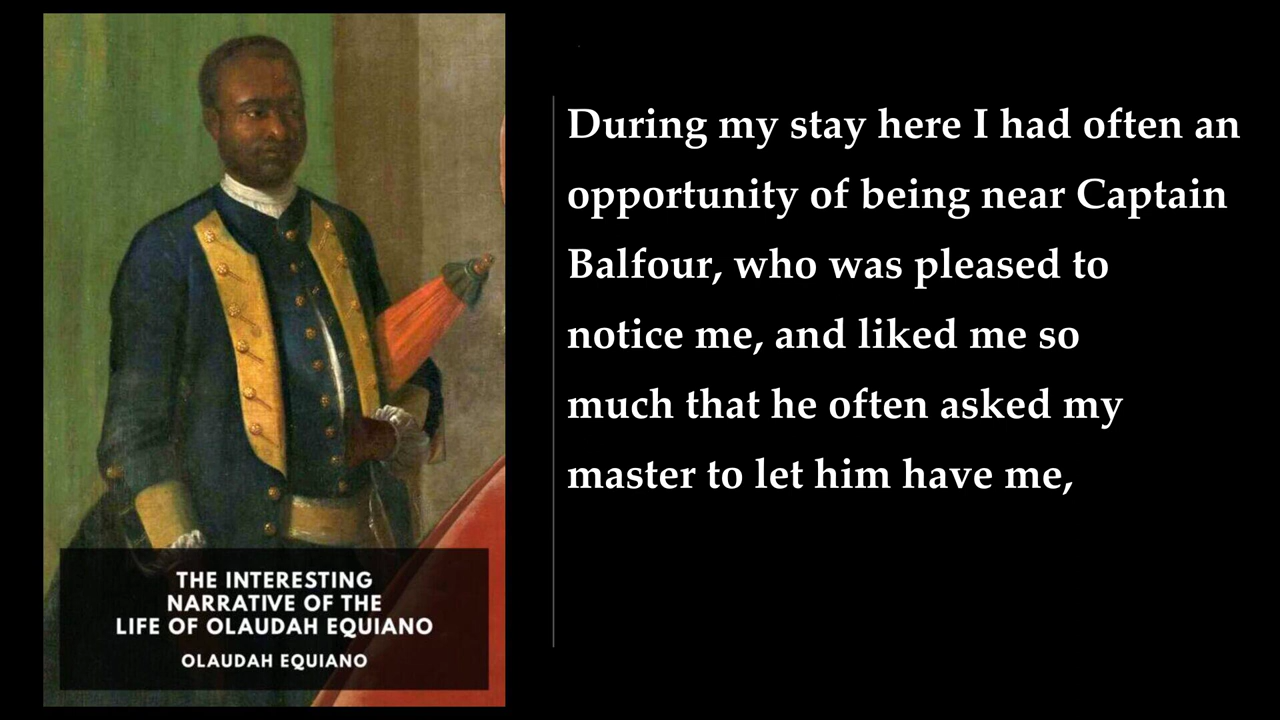 THE INTERESTING
NARRATIVE OF THE
LIFE OF OLAUDAH EQUIANO
OLAUDAH EQUIANO
During my stay here I had often an
opportunity of being near Captain
Balfour, who was pleased to
notice me, and liked me so
much that he often asked my
master to let him have me,